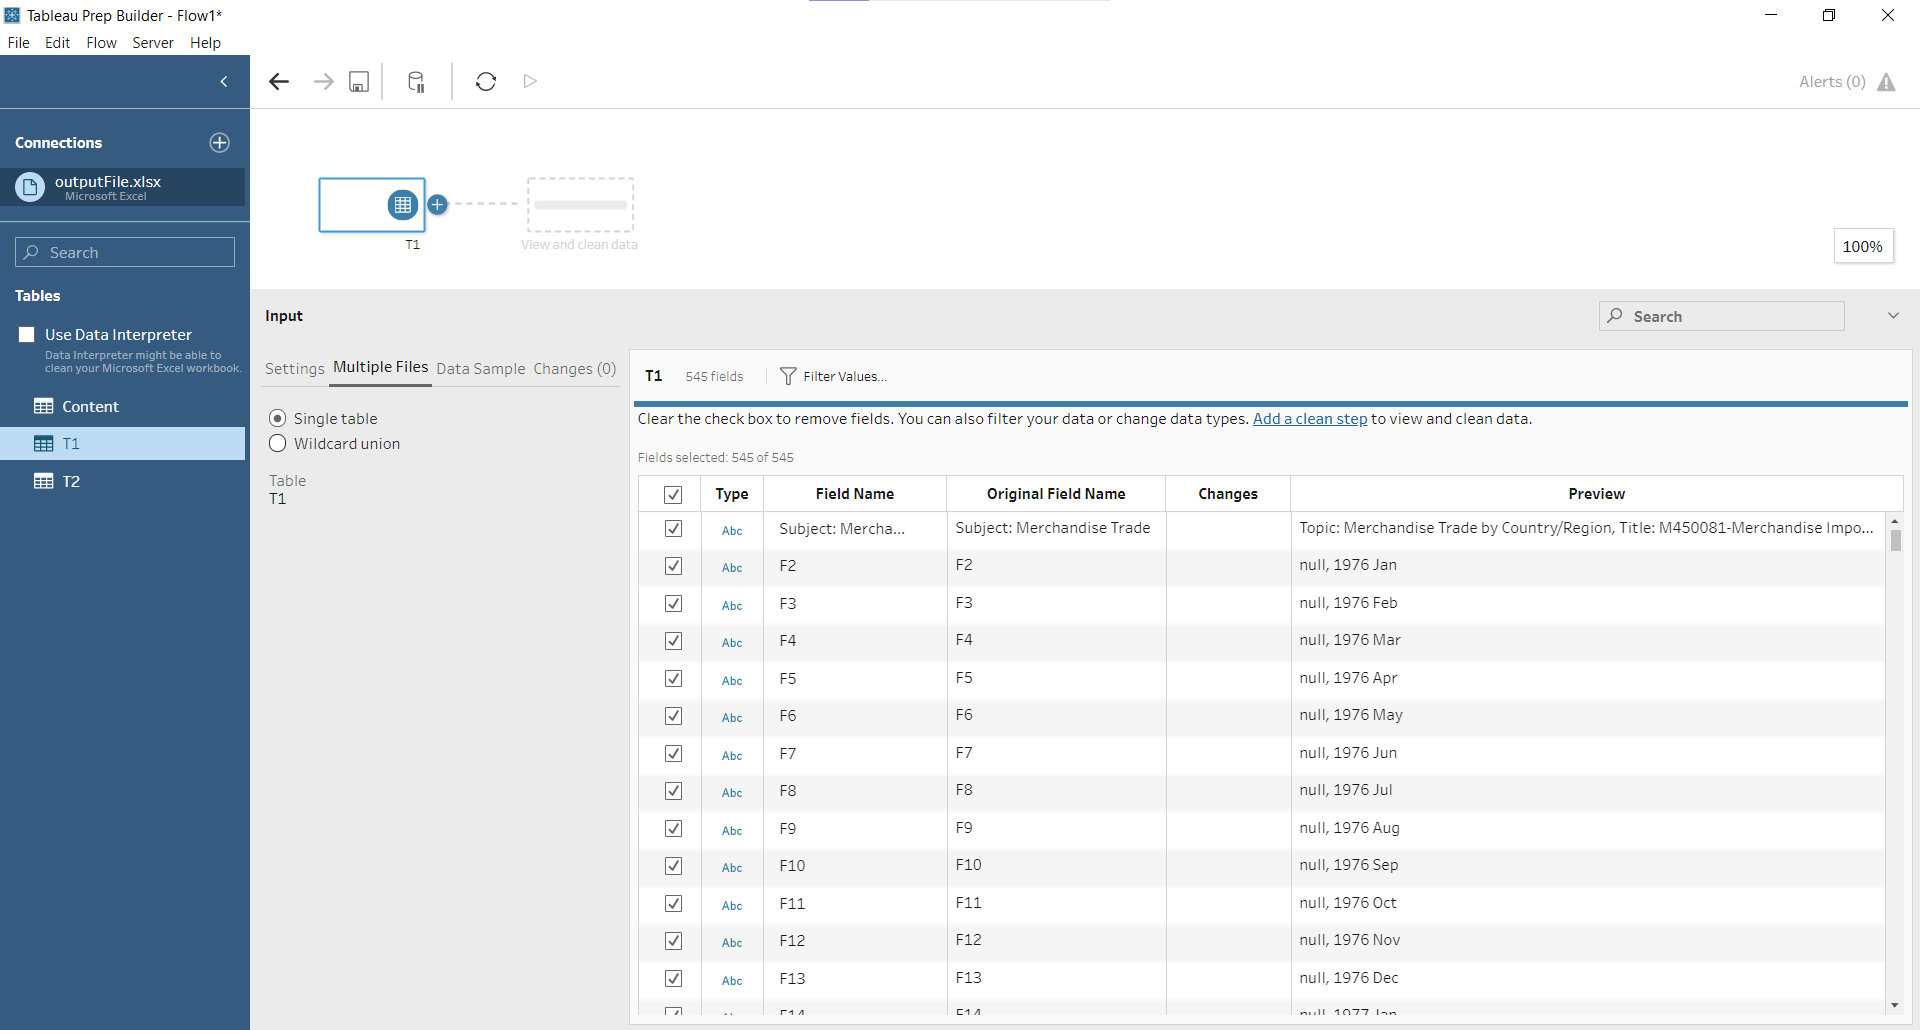 Tableau Prep Builder - Flow1*
File Edit Flow Server Help
Alerts (0)
Connections
outputFile.xlsx
Microsoft Excel
Search
Tables
Use Data Interpreter
Data Interpreter might be able to
clean your Microsoft Excel workbook.
Content
T1
T2
T1
View and clean data
100%
Input
Search
Settings Multiple Files Data Sample Changes (0)
Single table
Wildcard union
Table
T1
T1 545 fields Filter Values...
Clear the check box to remove fields. You can also filter your data or change data types. Add a clean step to view and clean data.
Fields selected: 545 of 545
Type Field Name Original Field Name Changes Preview
Abc Subject: Mercha... Subject: Merchandise Trade Topic: Merchandise Trade by Country/Region, Title: M450081-Merchandise Impo...
Abc F2 F2 null, 1976 Jan
Abc F3 F3 null, 1976 Feb
Abc F4 F4 null, 1976 Mar
Abc F5 F5 null, 1976 Apr
Abc F6 F6 null, 1976 May
Abc F7 F7 null, 1976 Jun
Abc F8 F8 null, 1976 Jul
Abc F9 F9 null, 1976 Aug
Abc F10 F10 null, 1976 Sep
Abc F11 F11 null, 1976 Oct
Abc F12 F12 null, 1976 Nov
Abc F13 F13 null, 1976 Dec
F14 F14 null, 1977 Jan